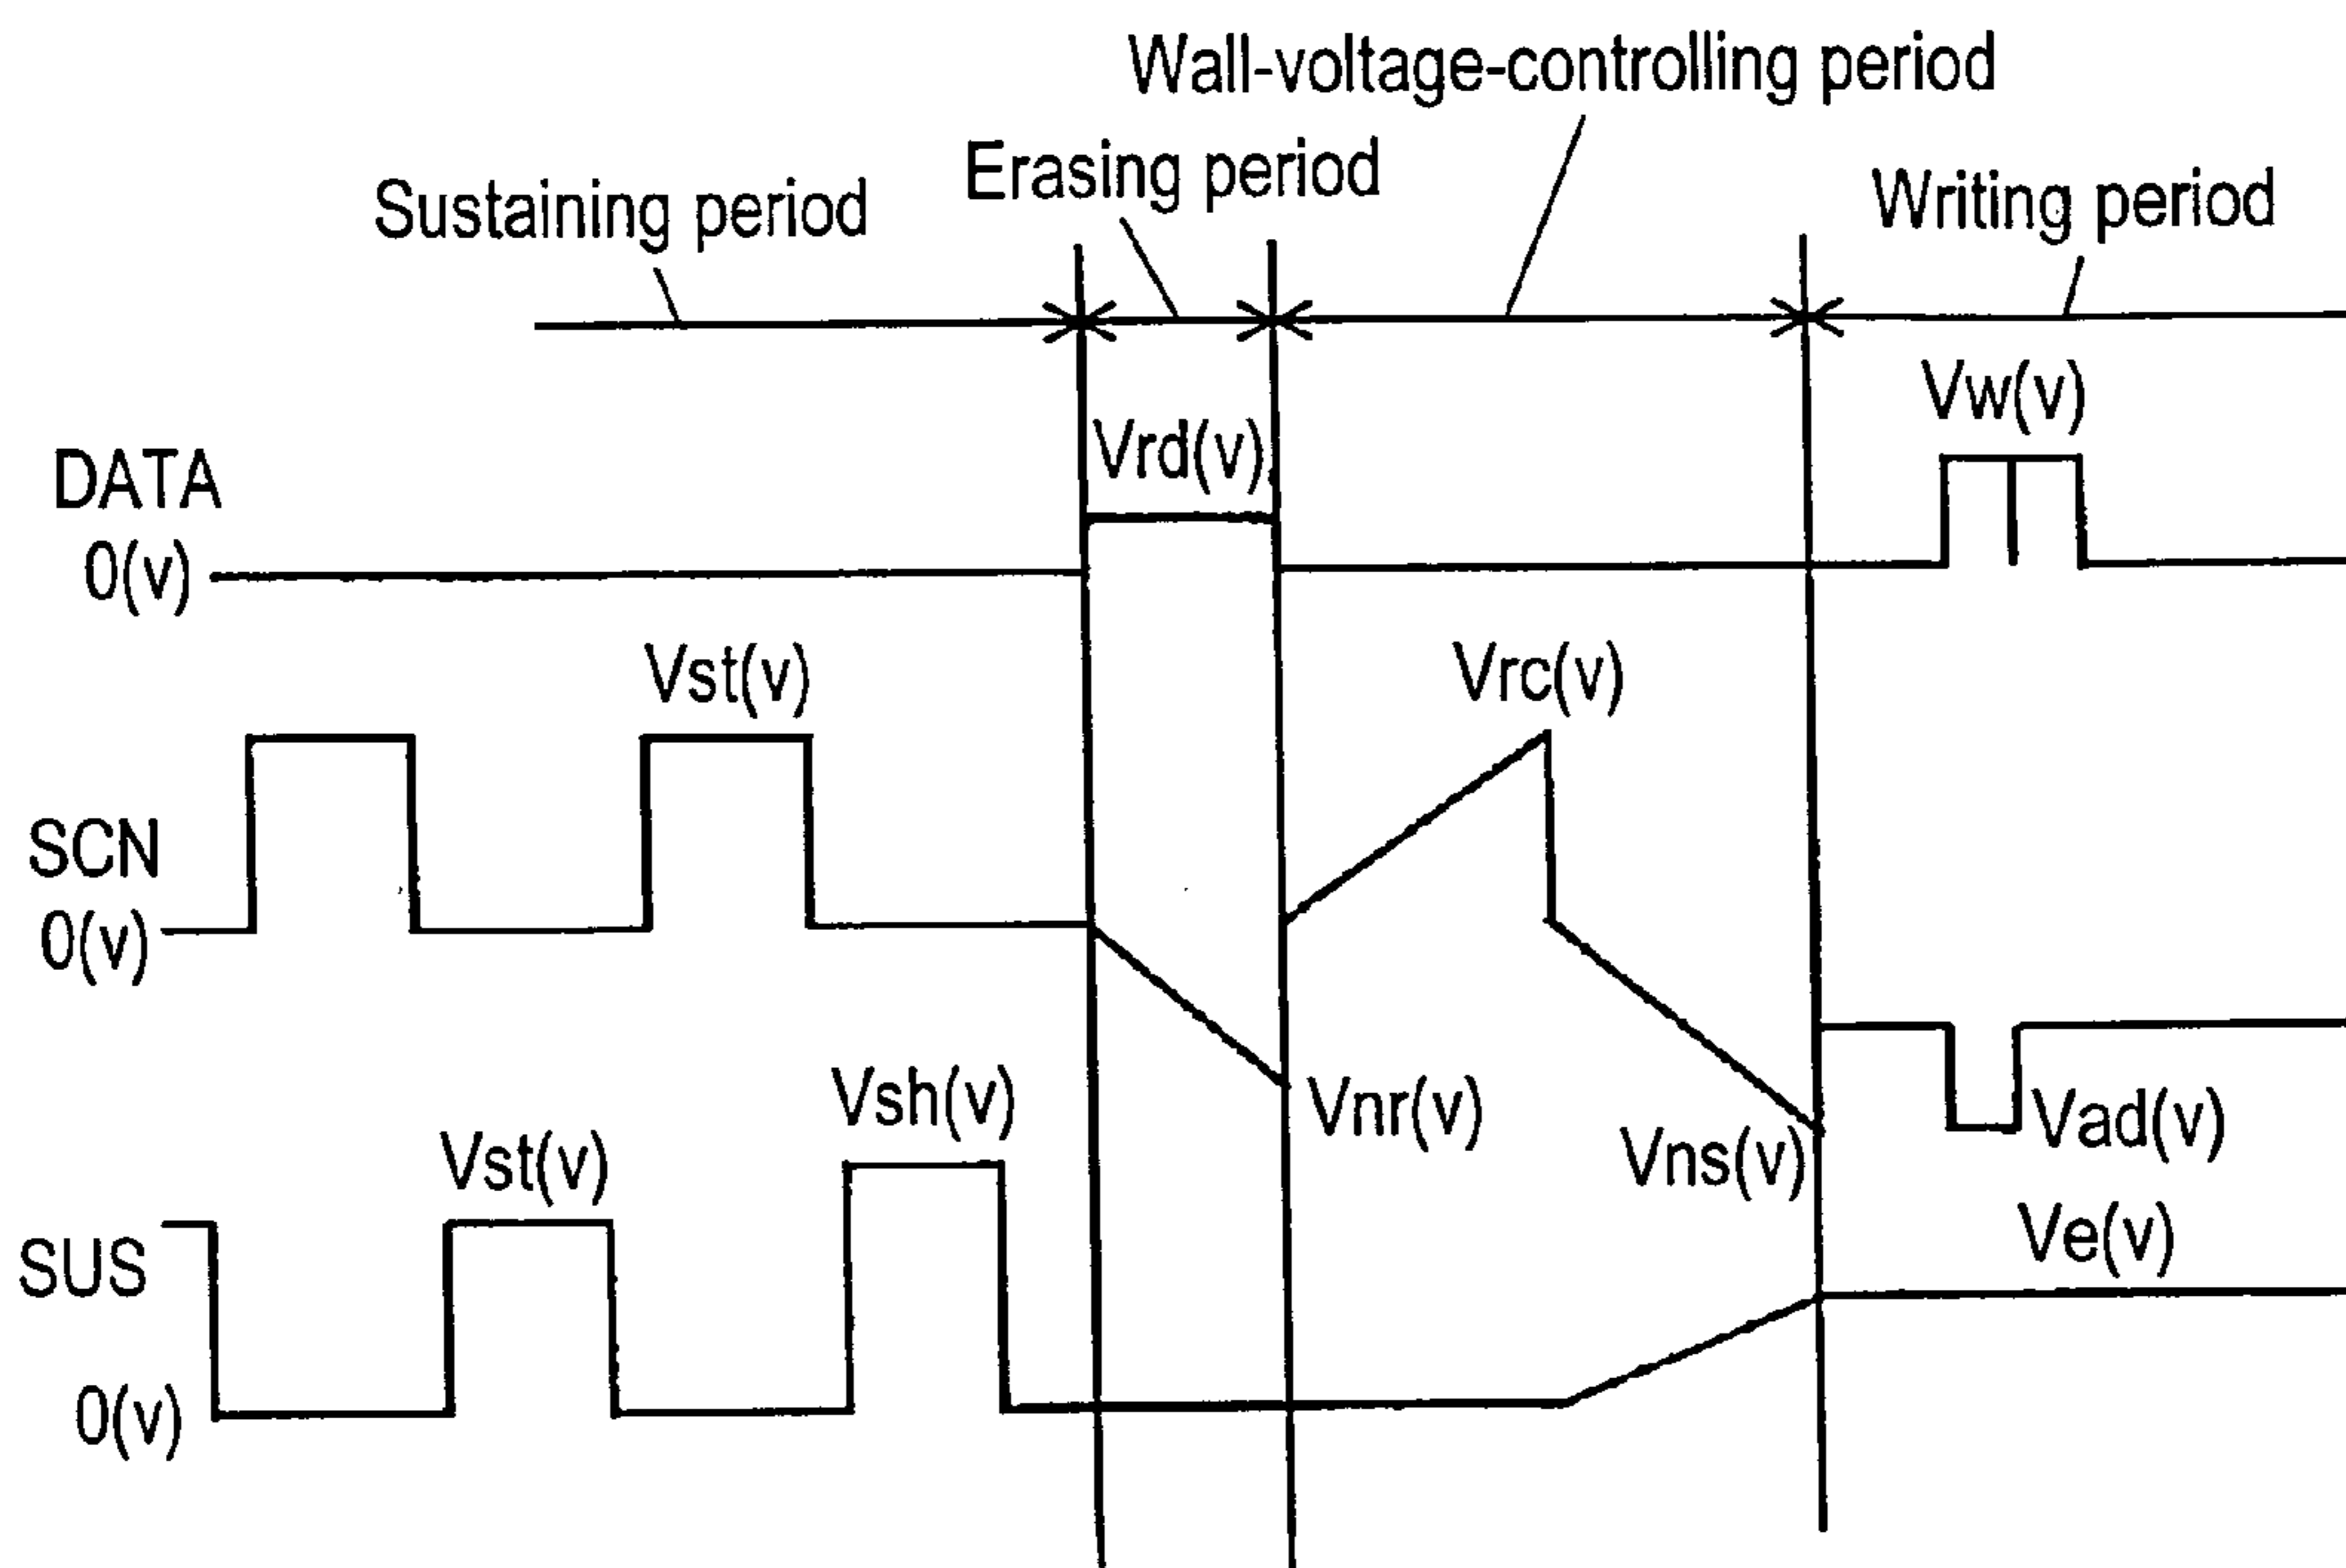 Wall-voltage-controlling period
Erasing period
Sustaining period
Writing period
Vw(v)
Vrd(v)
DATA
0(v)
Vst(v)
Vrc(v)
SCN
0(v)
Vsh(v)
Vnr(v)
Vad(v)
Vst(v)
Vns(v)
Ve(v)
SUS
0(v)